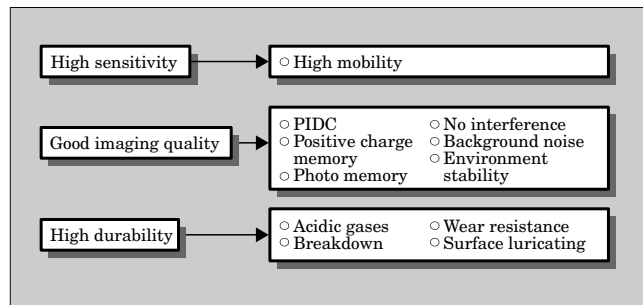 High sensitivity
○ High mobility
Good imaging quality
○ PIDC
○ Positive charge
memory
○ Photo memory
○ No interference
○ Background noise
○ Environment
stability
High durability
○ Acidic gases
○ Breakdown
○ Wear resistance
○ Surface luricating